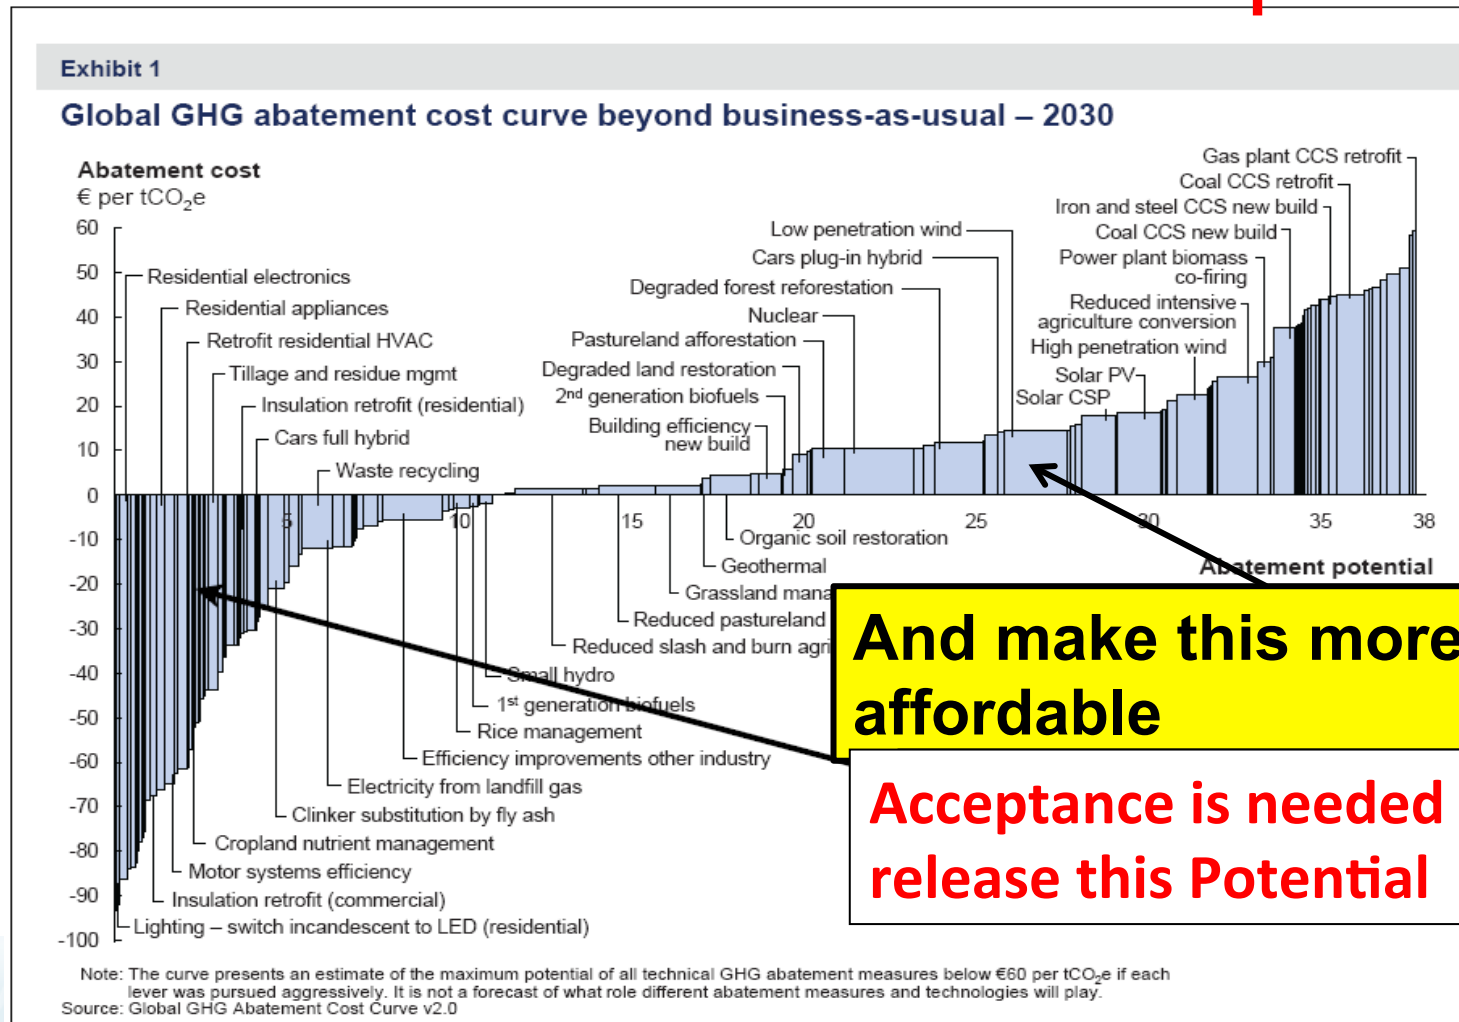 Exhibit 1
Global GHG abatement cost curve beyond business-as-usual – 2030
Abatement cost
€ per tCO₂e
60
50
40
30
20
10
0
-10
-20
-30
-40
-50
-60
-70
-80
-90
-100
Residential electronics
Residential appliances
Retrofit residential HVAC
Tillage and residue mgmt
Insulation retrofit (residential)
Cars full hybrid
Waste recycling
Gas plant CCS retrofit
Coal CCS retrofit
Iron and steel CCS new build
Coal CCS new build
Power plant biomass
co-firing
Reduced intensive
agriculture conversion
High penetration wind
Solar PV
Solar CSP
Low penetration wind
Cars plug-in hybrid
Degraded forest reforestation
Nuclear
Pastureland afforestation
Degraded land restoration
2nd generation biofuels
Building efficiency
new build
5
10
15
20
25
30
35
38
Abatement potential
Organic soil restoration
Geothermal
Grassland mana
Reduced pastureland
Reduced slash and burn agri
Small hydro
1st generation biofuels
Rice management
Efficiency improvements other industry
Electricity from landfill gas
Clinker substitution by fly ash
Cropland nutrient management
Motor systems efficiency
Insulation retrofit (commercial)
Lighting – switch incandescent to LED (residential)
And make this more
affordable
Acceptance is needed
release this Potential
Note: The curve presents an estimate of the maximum potential of all technical GHG abatement measures below €60 per tCO₂e if each
lever was pursued aggressively. It is not a forecast of what role different abatement measures and technologies will play.
Source: Global GHG Abatement Cost Curve v2.0